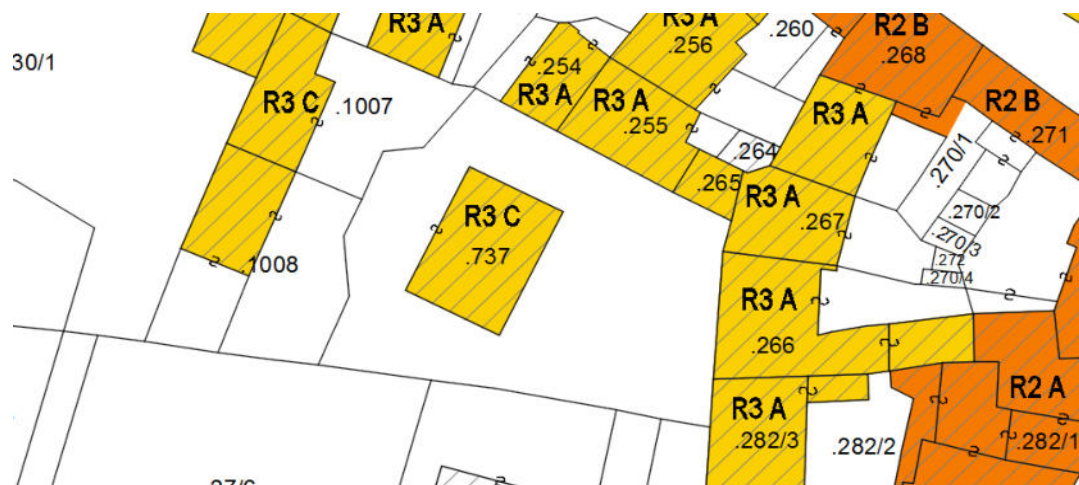 R3 A
R3 A
.256
.260
R2 B
.268
30/1
.254
R3 A
R3 A
.255
R3 C
.1007
R3 A
R2 B
.271
.264
.265
.270/1
R3 A
.267
.270/2
.270/3
.272
.270/4
R3 C
.737
.1008
R3 A
.266
R3 A
.282/3
.282/2
R2 A
.282/1